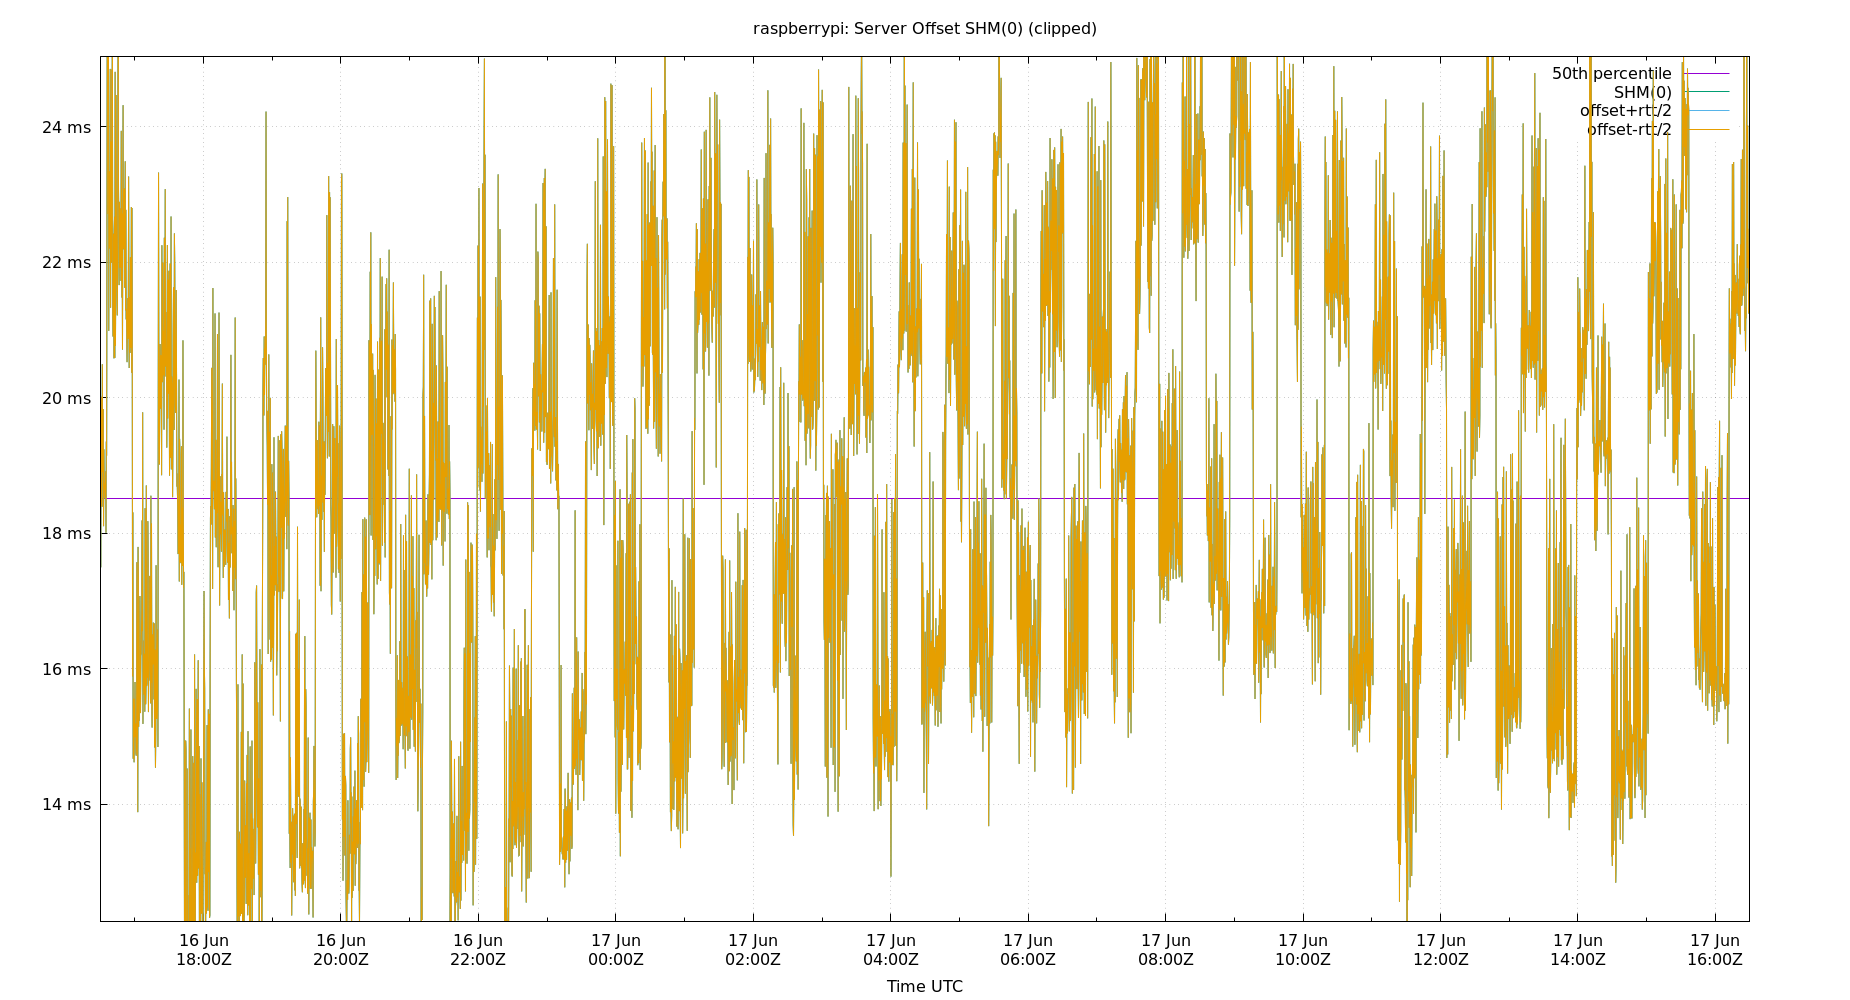 raspberrypi: Server Offset SHM(0) (clipped)
50th percentile
SHM(0)
offset+rtt/2
offset-rtt/2
24 ms
22 ms
20 ms
18 ms
16 ms
14 ms
16 Jun 16 Jun 16 Jun 17 Jun 17 Jun 17 Jun 17 Jun 17 Jun 17 Jun 17 Jun 17 Jun 17 Jun
18:00Z 20:00Z 22:00Z 00:00Z 02:00Z 04:00Z 06:00Z 08:00Z 10:00Z 12:00Z 14:00Z 16:00Z
Time UTC